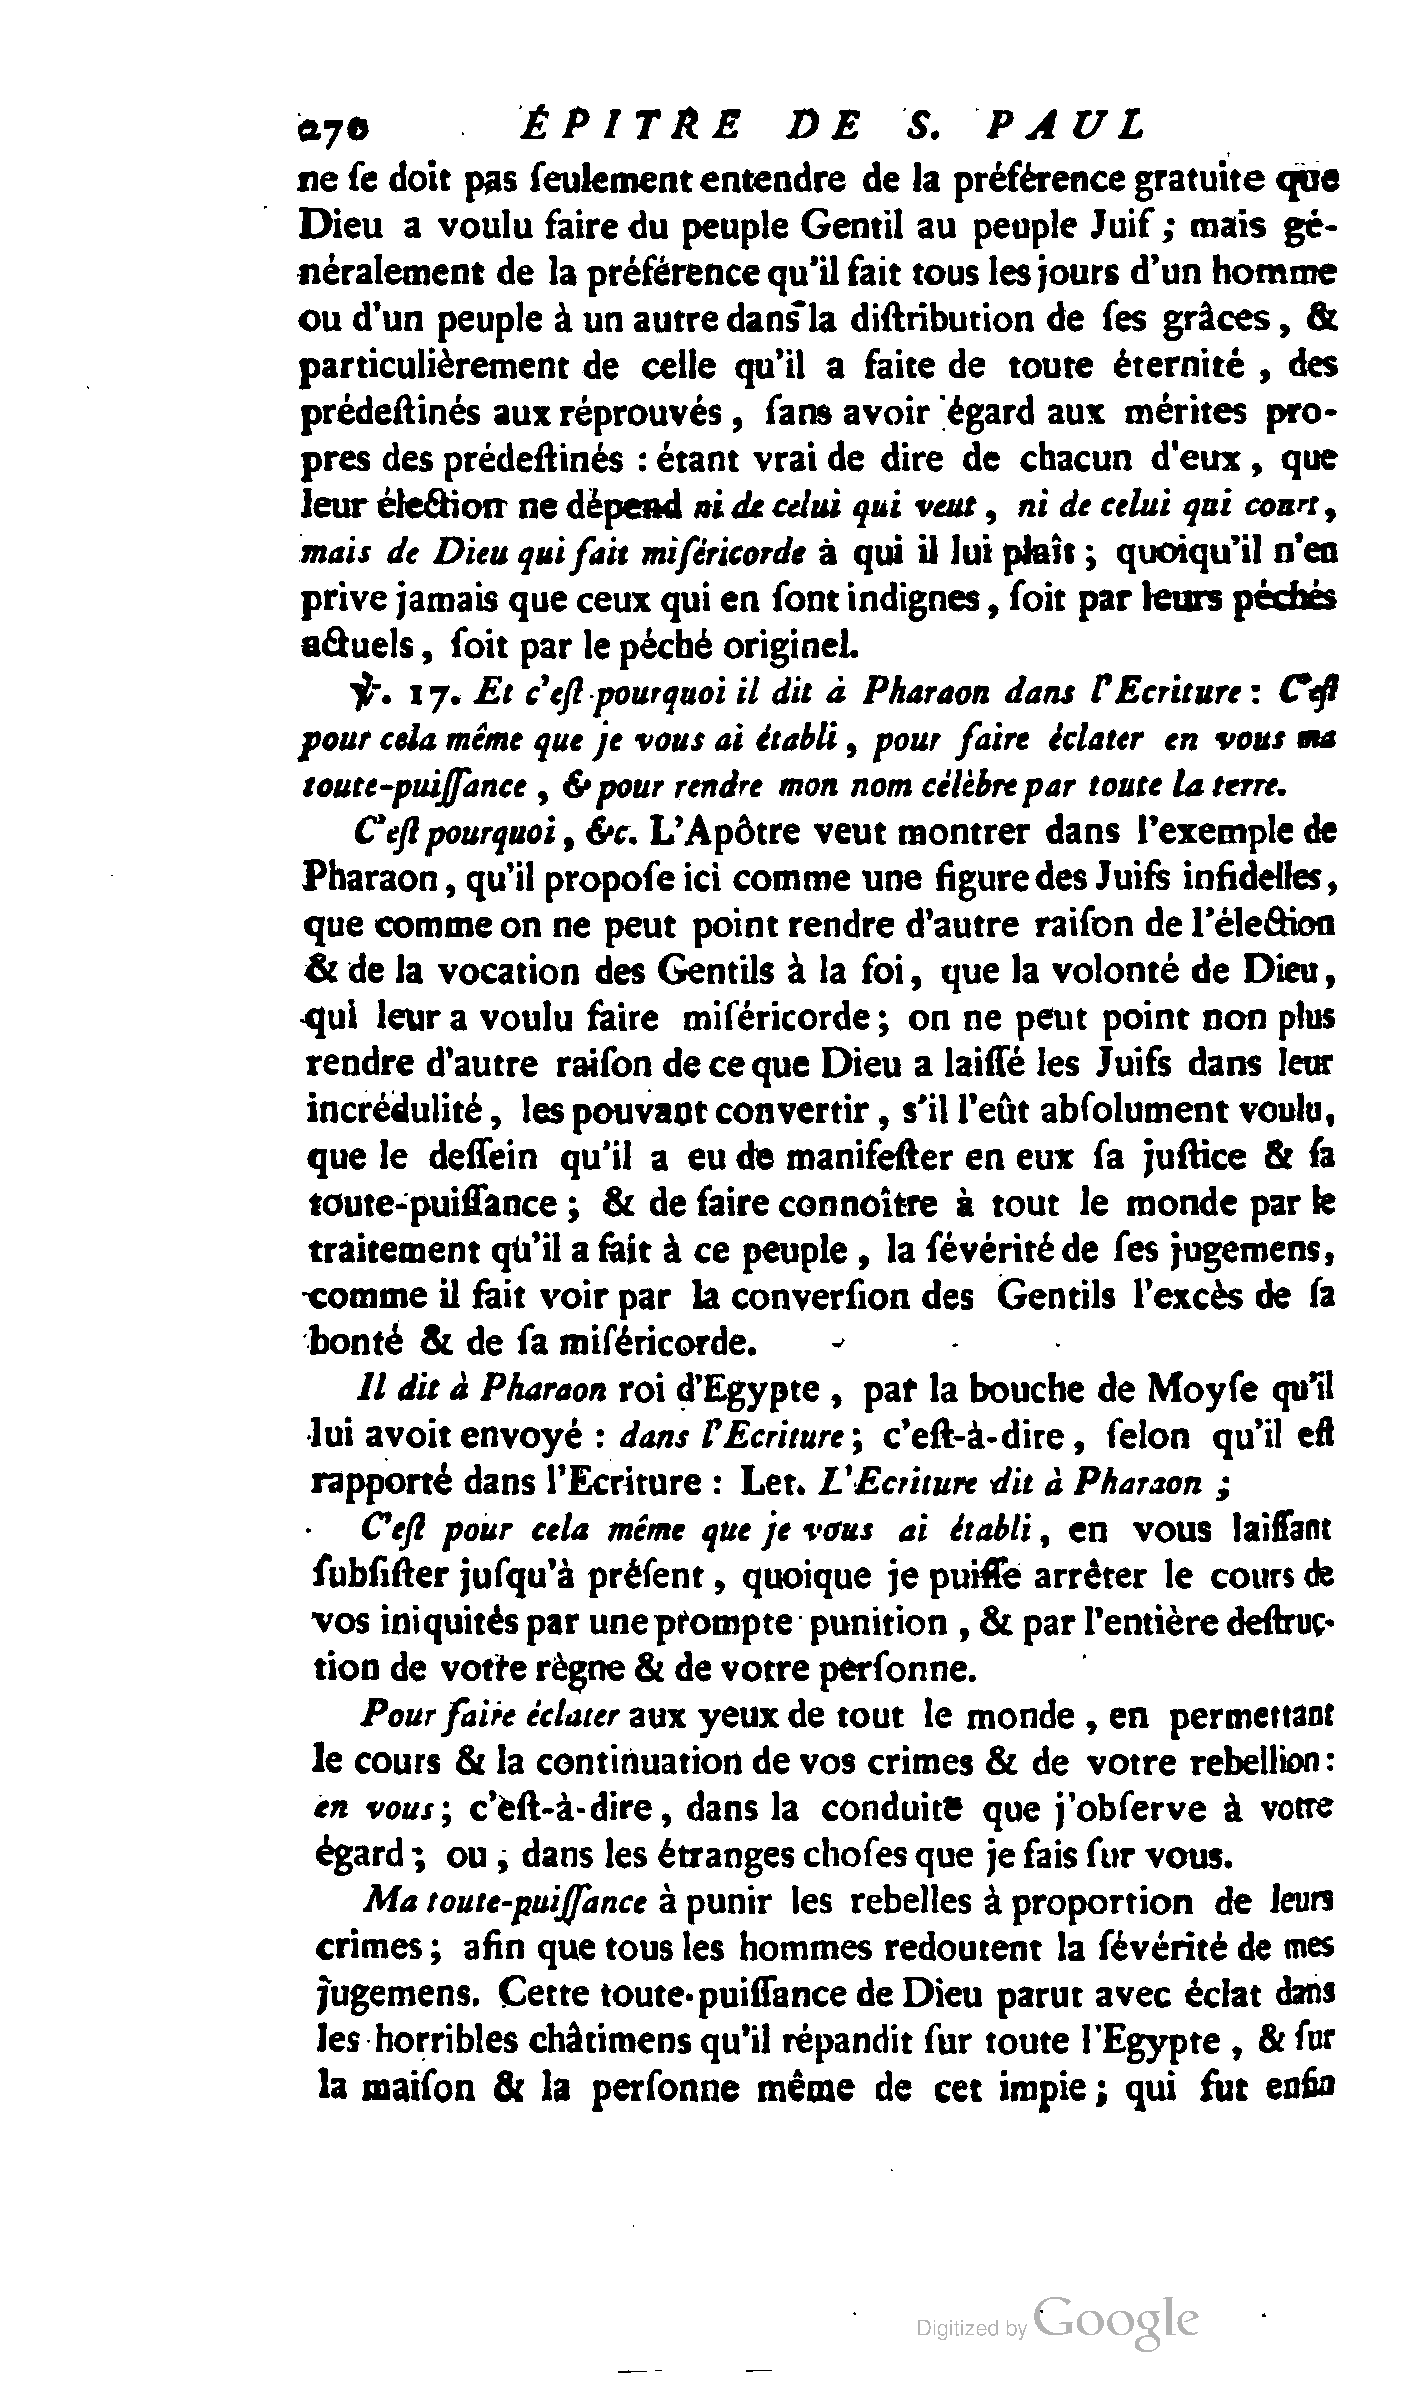 270 ÉPITRE DE S. PAUL
ne ſe doit pas ſeulement entendre de la préférence gratuite que
Dieu a voulu faire du peuple Gentil au peuple Juif ; mais gé-
néralement de la préférence qu'il fait tous les jours d'un homme
ou d'un peuple à un autre dans la diſtribution de ſes grâces, &
particulièrement de celle qu'il a faite de toute éternité, des
prédeſtinés aux réprouvés, ſans avoir égard aux mérites pro-
pres des prédeſtinés : étant vrai de dire de chacun d'eux, que
leur élection ne dépend ni de celui qui veut, ni de celui qui court,
mais de Dieu qui fait miſéricorde à qui il lui plaît ; quoiqu'il n'en
prive jamais que ceux qui en ſont indignes, ſoit par leurs péchés
actuels, ſoit par le péché originel.
℣. 17. Et c'eſt pourquoi il dit à Pharaon dans l'Ecriture : C'eſt
pour cela même que je vous ai établi, pour faire éclater en vous ma
toute-puiſſance, & pour rendre mon nom célèbre par toute la terre.
C'eſt pourquoi, &c. L'Apôtre veut montrer dans l'exemple de
Pharaon, qu'il propoſe ici comme une figure des Juifs infidelles,
que comme on ne peut point rendre d'autre raiſon de l'élection
& de la vocation des Gentils à la foi, que la volonté de Dieu,
qui leur a voulu faire miſéricorde ; on ne peut point non plus
rendre d'autre raiſon de ce que Dieu a laiſſé les Juifs dans leur
incrédulité, les pouvant convertir, s'il l'eût abſolument voulu,
que le deſſein qu'il a eu de manifeſter en eux ſa juſtice & ſa
toute-puiſſance ; & de faire connoître à tout le monde par le
traitement qu'il a fait à ce peuple, la ſévérité de ſes jugemens,
comme il fait voir par la converſion des Gentils l'excès de ſa
bonté & de ſa miſéricorde.
Il dit à Pharaon roi d'Egypte, par la bouche de Moyſe qu'il
lui avoit envoyé : dans l'Ecriture ; c'eſt-à-dire, ſelon qu'il eſt
rapporté dans l'Ecriture : Let. L'Ecriture dit à Pharaon ;
C'eſt pour cela même que je vous ai établi, en vous laiſſant
ſubſiſter juſqu'à préſent, quoique je puiſſe arrêter le cours de
vos iniquités par une prompte punition, & par l'entière deſtruc-
tion de votre règne & de votre perſonne.
Pour faire éclater aux yeux de tout le monde, en permettant
le cours & la continuation de vos crimes & de votre rebellion :
en vous ; c'eſt-à-dire, dans la conduite que j'obſerve à votre
égard ; ou ; dans les étranges choſes que je fais ſur vous.
Ma toute-puiſſance à punir les rebelles à proportion de leurs
crimes ; afin que tous les hommes redoutent la ſévérité de mes
jugemens. Cette toute-puiſſance de Dieu parut avec éclat dans
les horribles châtimens qu'il répandit ſur toute l'Egypte, & ſur
la maiſon & la perſonne même de cet impie ; qui fut enfin
Digitized by Google